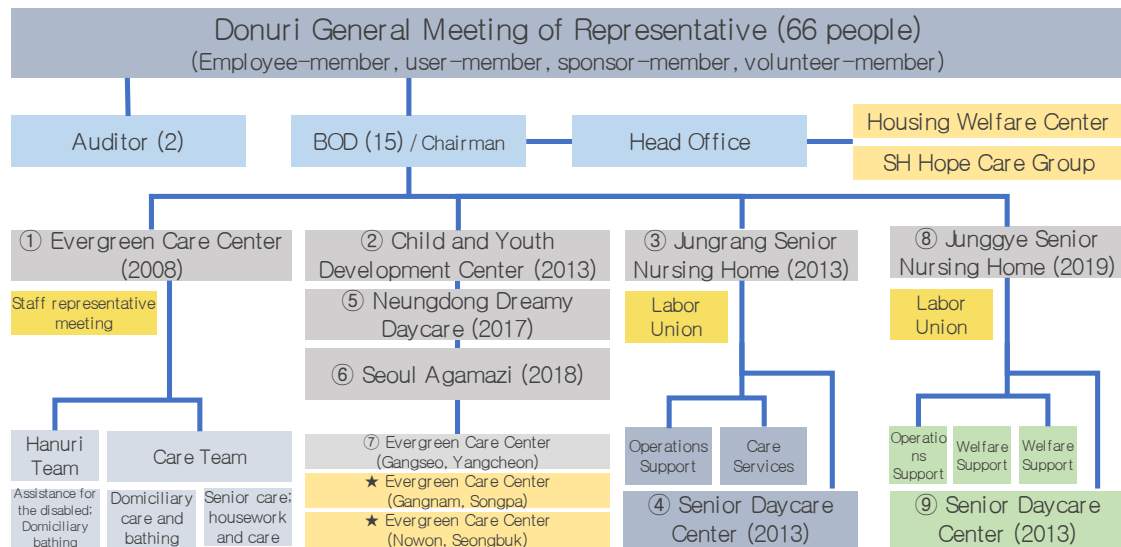 Donuri General Meeting of Representative (66 people)
(Employee-member, user-member, sponsor-member, volunteer-member)
Auditor (2)
BOD (15) / Chairman
Head Office
Housing Welfare Center
SH Hope Care Group
① Evergreen Care Center
(2008)
Staff representative
meeting
② Child and Youth
Development Center (2013)
⑤ Neungdong Dreamy
Daycare (2017)
⑥ Seoul Agamazi (2018)
③ Jungrang Senior
Nursing Home (2013)
Labor
Union
⑧ Junggye Senior
Nursing Home (2019)
Labor
Union
Hanuri
Team
Care Team
Assistance for
the disabled;
Domiciliary
bathing
Domiciliary
care and
bathing
Senior care;
housework
and care
⑦ Evergreen Care Center
(Gangseo, Yangcheon)
★ Evergreen Care Center
(Gangnam, Songpa)
★ Evergreen Care Center
(Nowon, Seongbuk)
Operations
Support
Care
Services
④ Senior Daycare
Center (2013)
Operatio
ns
Support
Welfare
Support
Welfare
Support
⑨ Senior Daycare
Center (2013)